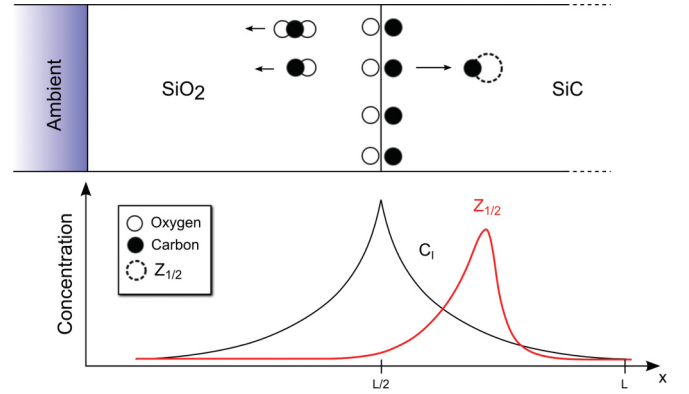 Ambient
SiO2
SiC
Concentration
Oxygen
Carbon
Z1/2
CI
Z1/2
L/2
L
x